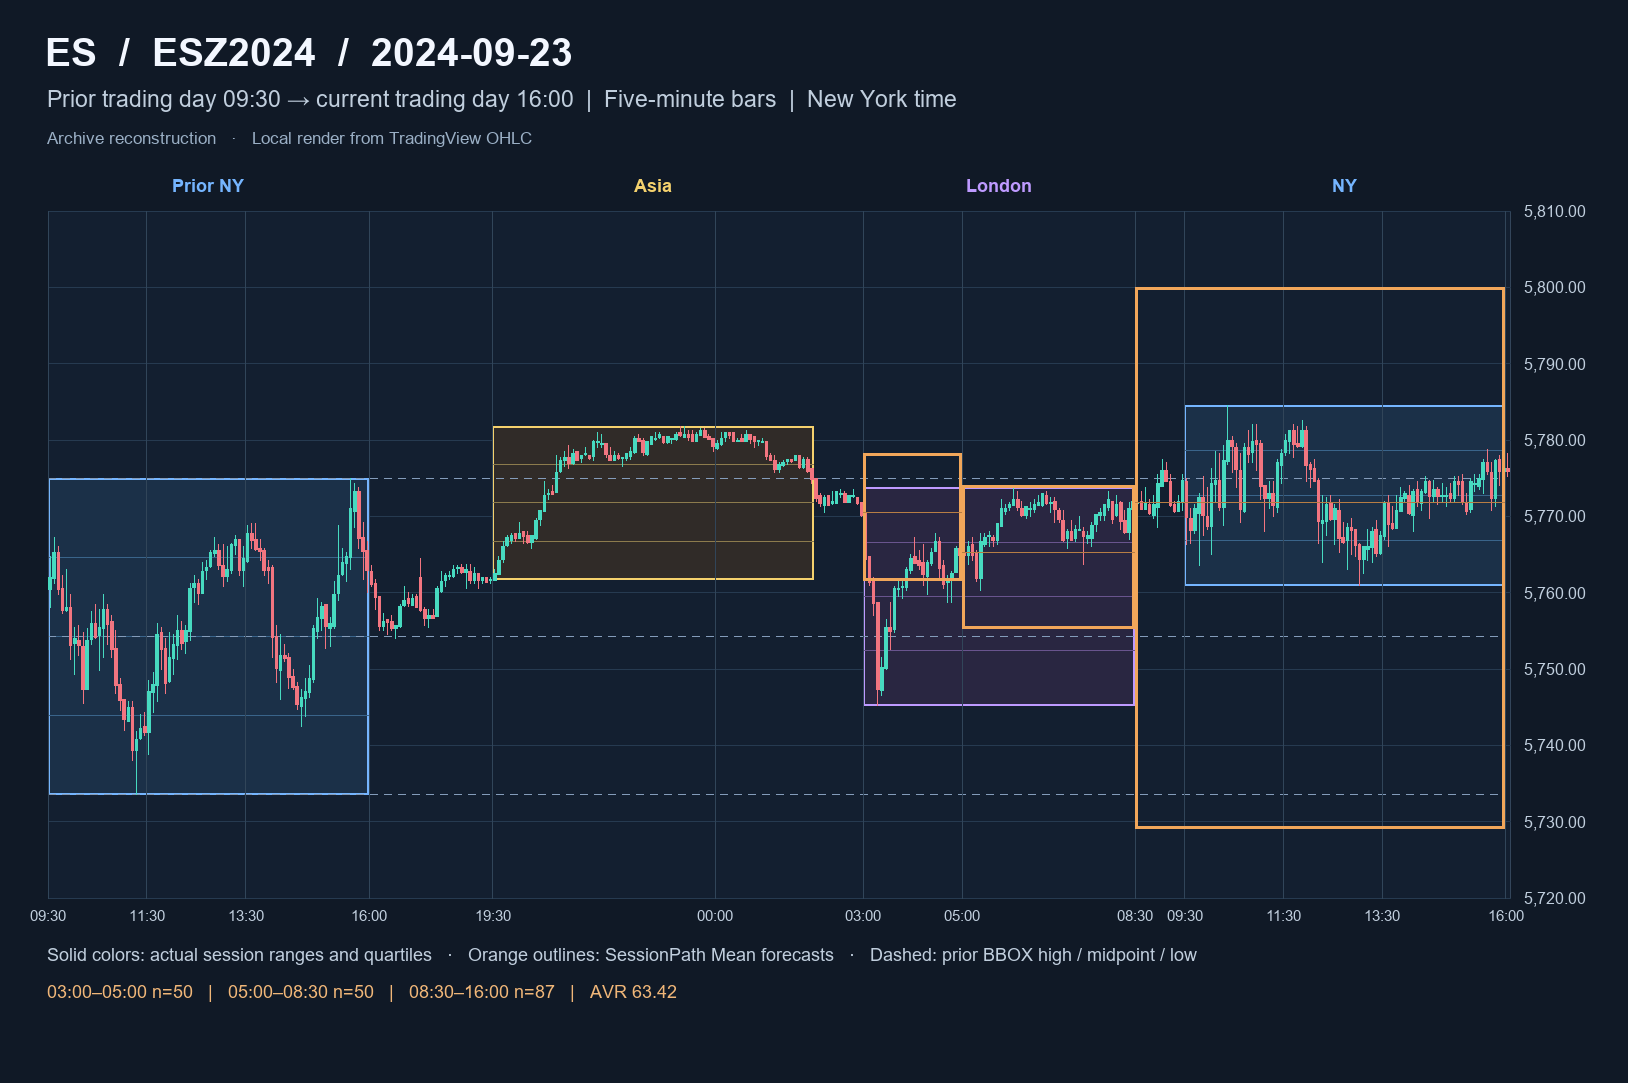 ES / ESZ2024 / 2024-09-23
Prior trading day 09:30 → current trading day 16:00 | Five-minute bars | New York time
Archive reconstruction · Local render from TradingView OHLC
Prior NY Asia London NY
5,810.00
5,800.00
5,790.00
5,780.00
5,770.00
5,760.00
5,750.00
5,740.00
5,730.00
5,720.00
09:30 11:30 13:30 16:00 19:30 00:00 03:00 05:00 08:30 09:30 11:30 13:30 16:00
Solid colors: actual session ranges and quartiles · Orange outlines: SessionPath Mean forecasts · Dashed: prior BBOX high / midpoint / low
03:00–05:00 n=50 | 05:00–08:30 n=50 | 08:30–16:00 n=87 | AVR 63.42